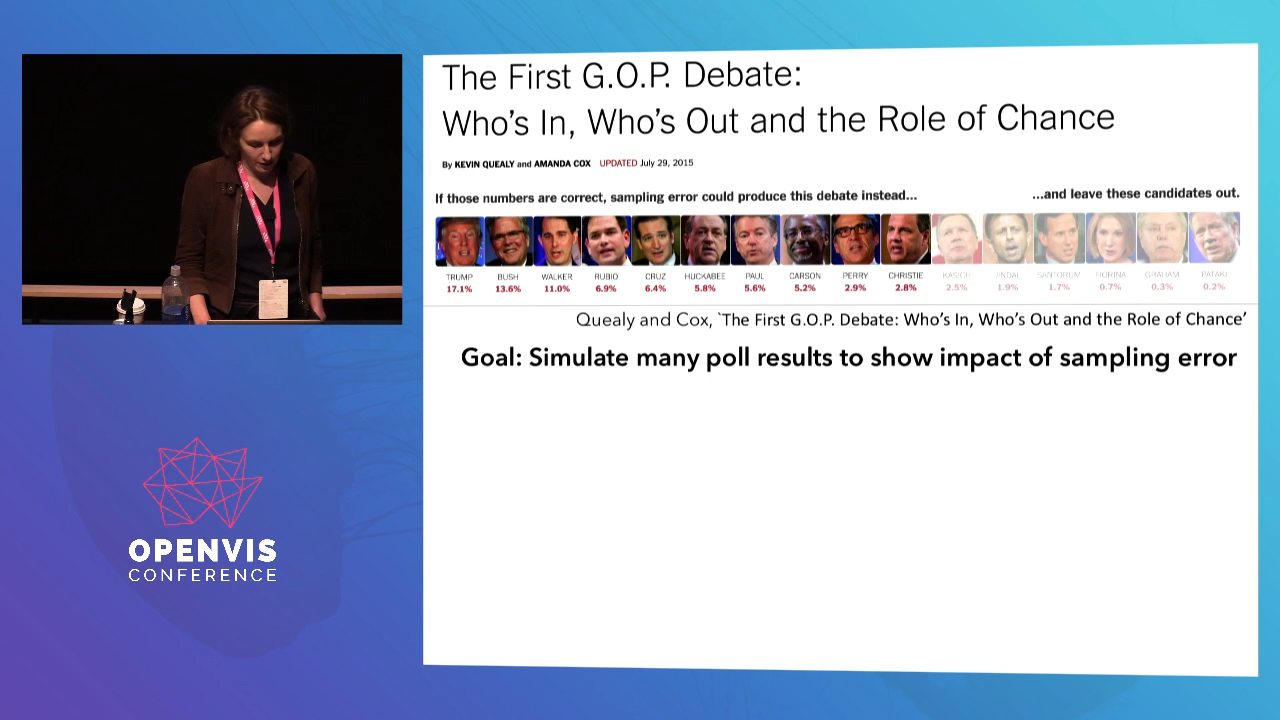 The First G.O.P. Debate:
Who's In, Who's Out and the Role of Chance
By KEVIN QUEALY and AMANDA COX UPDATED July 29, 2015
If those numbers are correct, sampling error could produce this debate instead... ...and leave these candidates out.
TRUMP BUSH WALKER RUBIO CRUZ HUCKABEE PAUL CARSON PERRY CHRISTIE KASICH JINDAL SANTORUM FIORINA GRAHAM PATAKI
17.1% 13.6% 11.0% 6.9% 6.4% 5.8% 5.6% 5.2% 2.9% 2.8% 2.5% 1.9% 1.7% 0.7% 0.3% 0.2%
Quealy and Cox, `The First G.O.P. Debate: Who's In, Who's Out and the Role of Chance'
Goal: Simulate many poll results to show impact of sampling error
OPENVIS
CONFERENCE